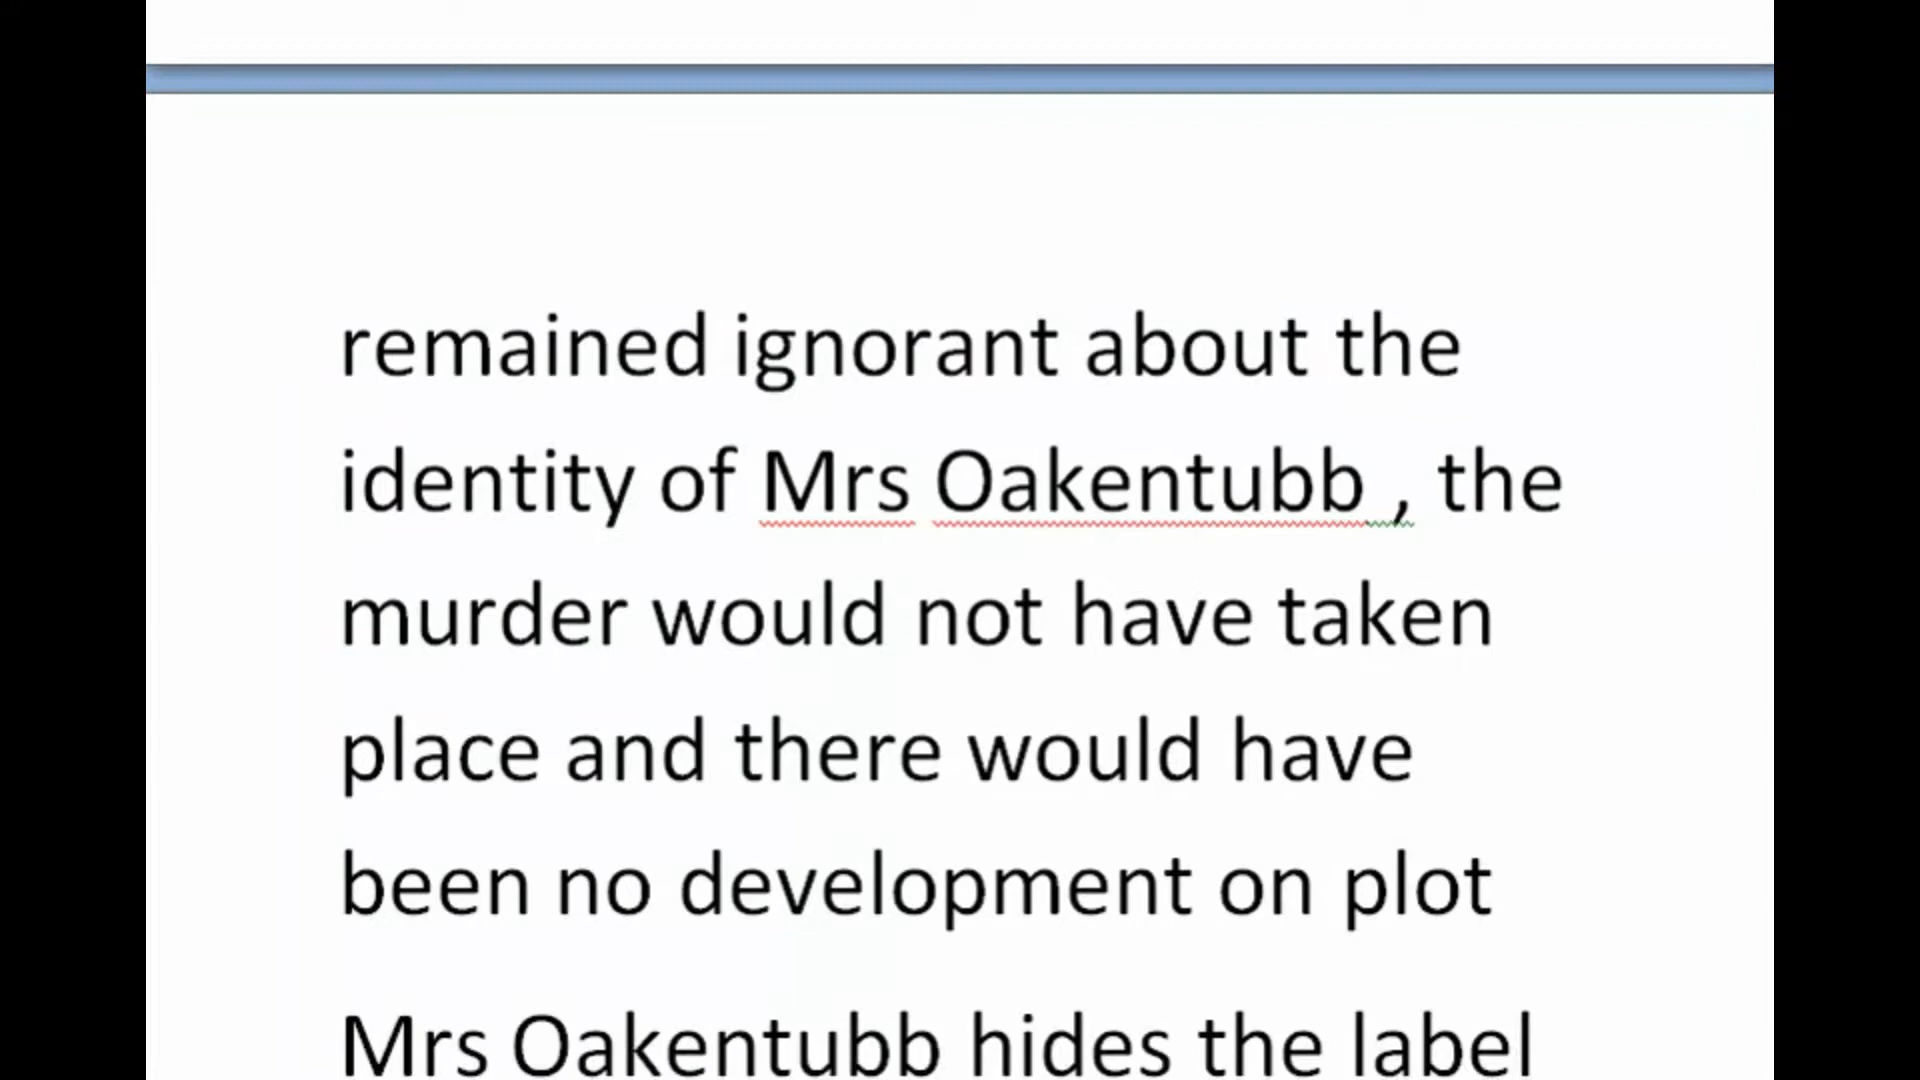 remained ignorant about the
identity of Mrs Oakentubb , the
murder would not have taken
place and there would have
been no development on plot
Mrs Oakentubb hides the label